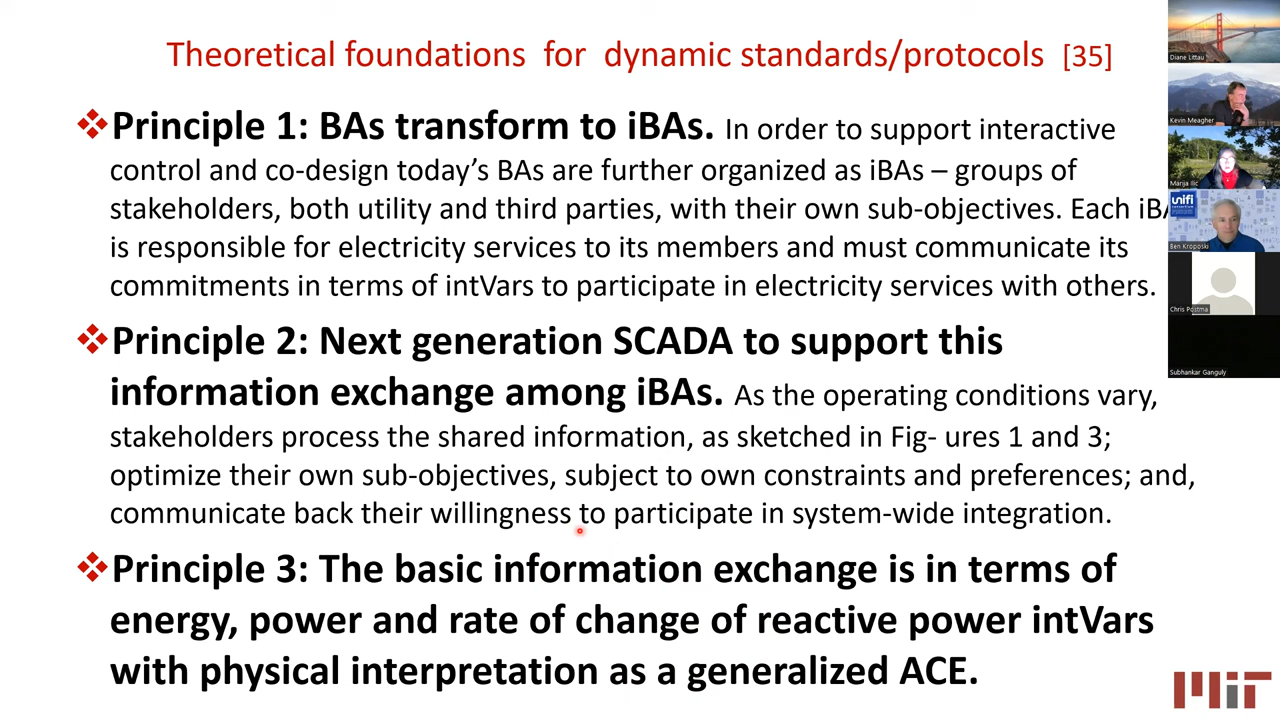 Theoretical foundations for dynamic standards/protocols [35]
❖Principle 1: BAs transform to iBAs. In order to support interactive
control and co-design today's BAs are further organized as iBAs – groups of
stakeholders, both utility and third parties, with their own sub-objectives. Each iBA
is responsible for electricity services to its members and must communicate its
commitments in terms of intVars to participate in electricity services with others.
❖Principle 2: Next generation SCADA to support this
information exchange among iBAs. As the operating conditions vary,
stakeholders process the shared information, as sketched in Fig- ures 1 and 3;
optimize their own sub-objectives, subject to own constraints and preferences; and,
communicate back their willingness to participate in system-wide integration.
❖Principle 3: The basic information exchange is in terms of
energy, power and rate of change of reactive power intVars
with physical interpretation as a generalized ACE.
Diane Littau
Kevin Meagher
Marija Ilic
unifi
Ben Kroposki
Chris Postma
Subhankar Ganguly
MIT